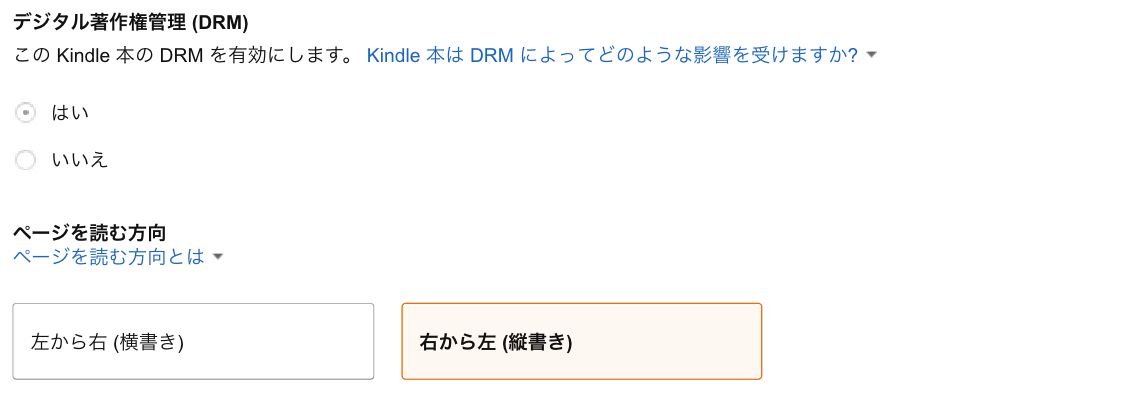 デジタル著作権管理 (DRM)
この Kindle 本の DRM を有効にします。 Kindle 本は DRM によってどのような影響を受けますか?
はい
いいえ
ページを読む方向
ページを読む方向とは
左から右 (横書き)
右から左 (縦書き)